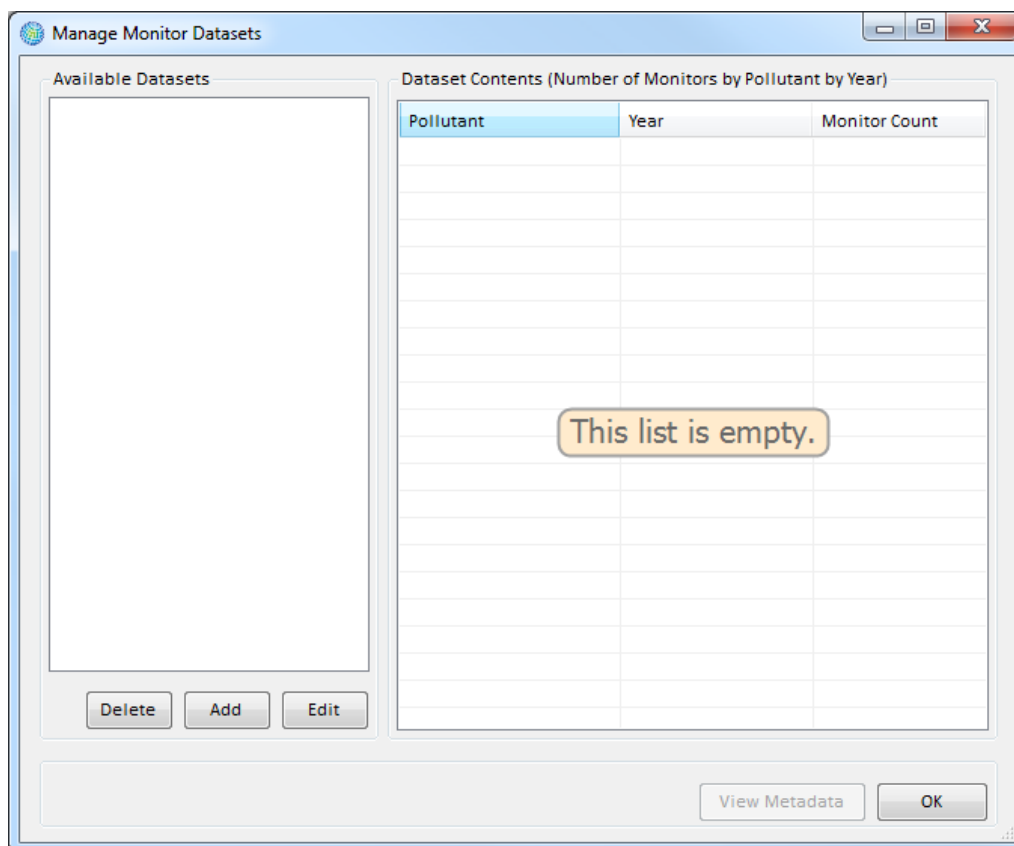 Manage Monitor Datasets
Available Datasets
Dataset Contents (Number of Monitors by Pollutant by Year)
Pollutant Year Monitor Count
This list is empty.
Delete Add Edit
View Metadata OK